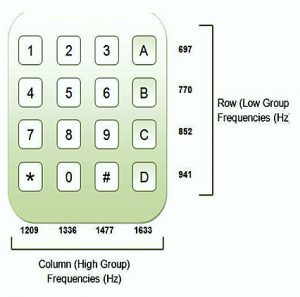 1 2 3 A 697
4 5 6 B 770
7 8 9 C 852
* 0 # D 941
Row (Low Group
Frequencies (Hz)
1209 1336 1477 1633
Column (High Group)
Frequencies (Hz)